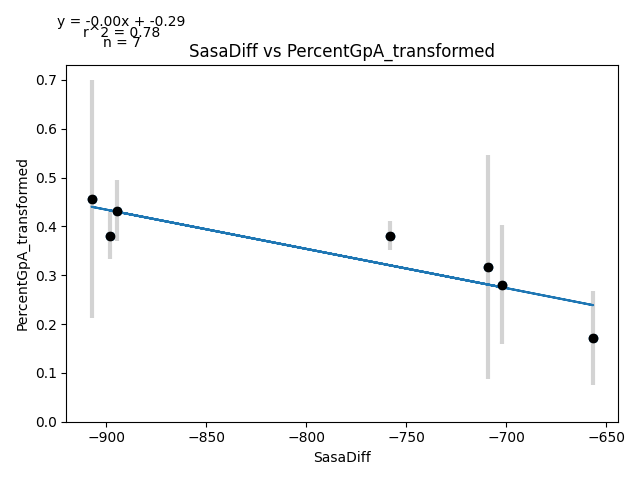 y = -0.00x + -0.29
r^2 = 0.78
n = 7
SasaDiff vs PercentGpA_transformed
PercentGpA_transformed
0.7
0.6
0.5
0.4
0.3
0.2
0.1
0.0
−900
−850
−800
−750
−700
−650
SasaDiff